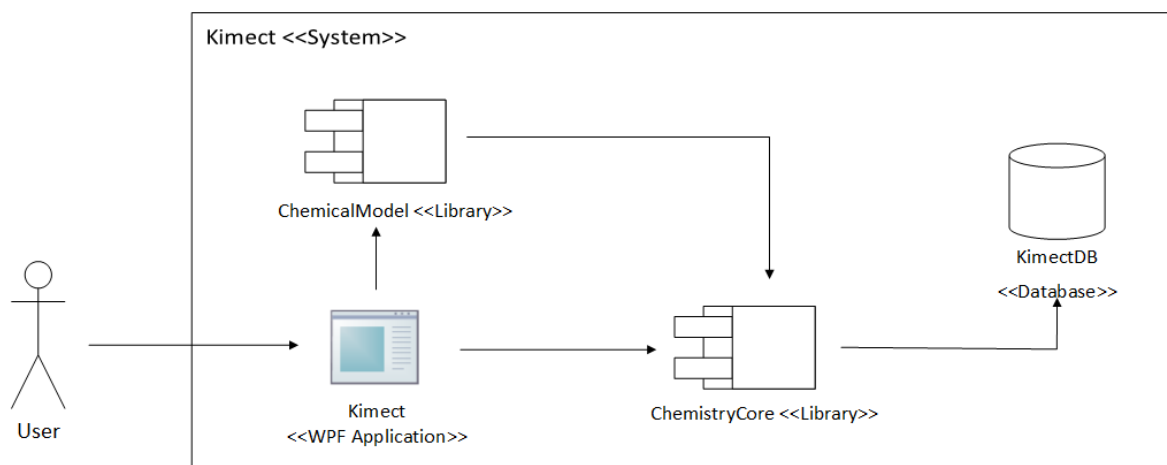 Kimect <<System>>
ChemicalModel <<Library>>
KimectDB
<<Database>>
User
Kimect
<<WPF Application>>
ChemistryCore <<Library>>